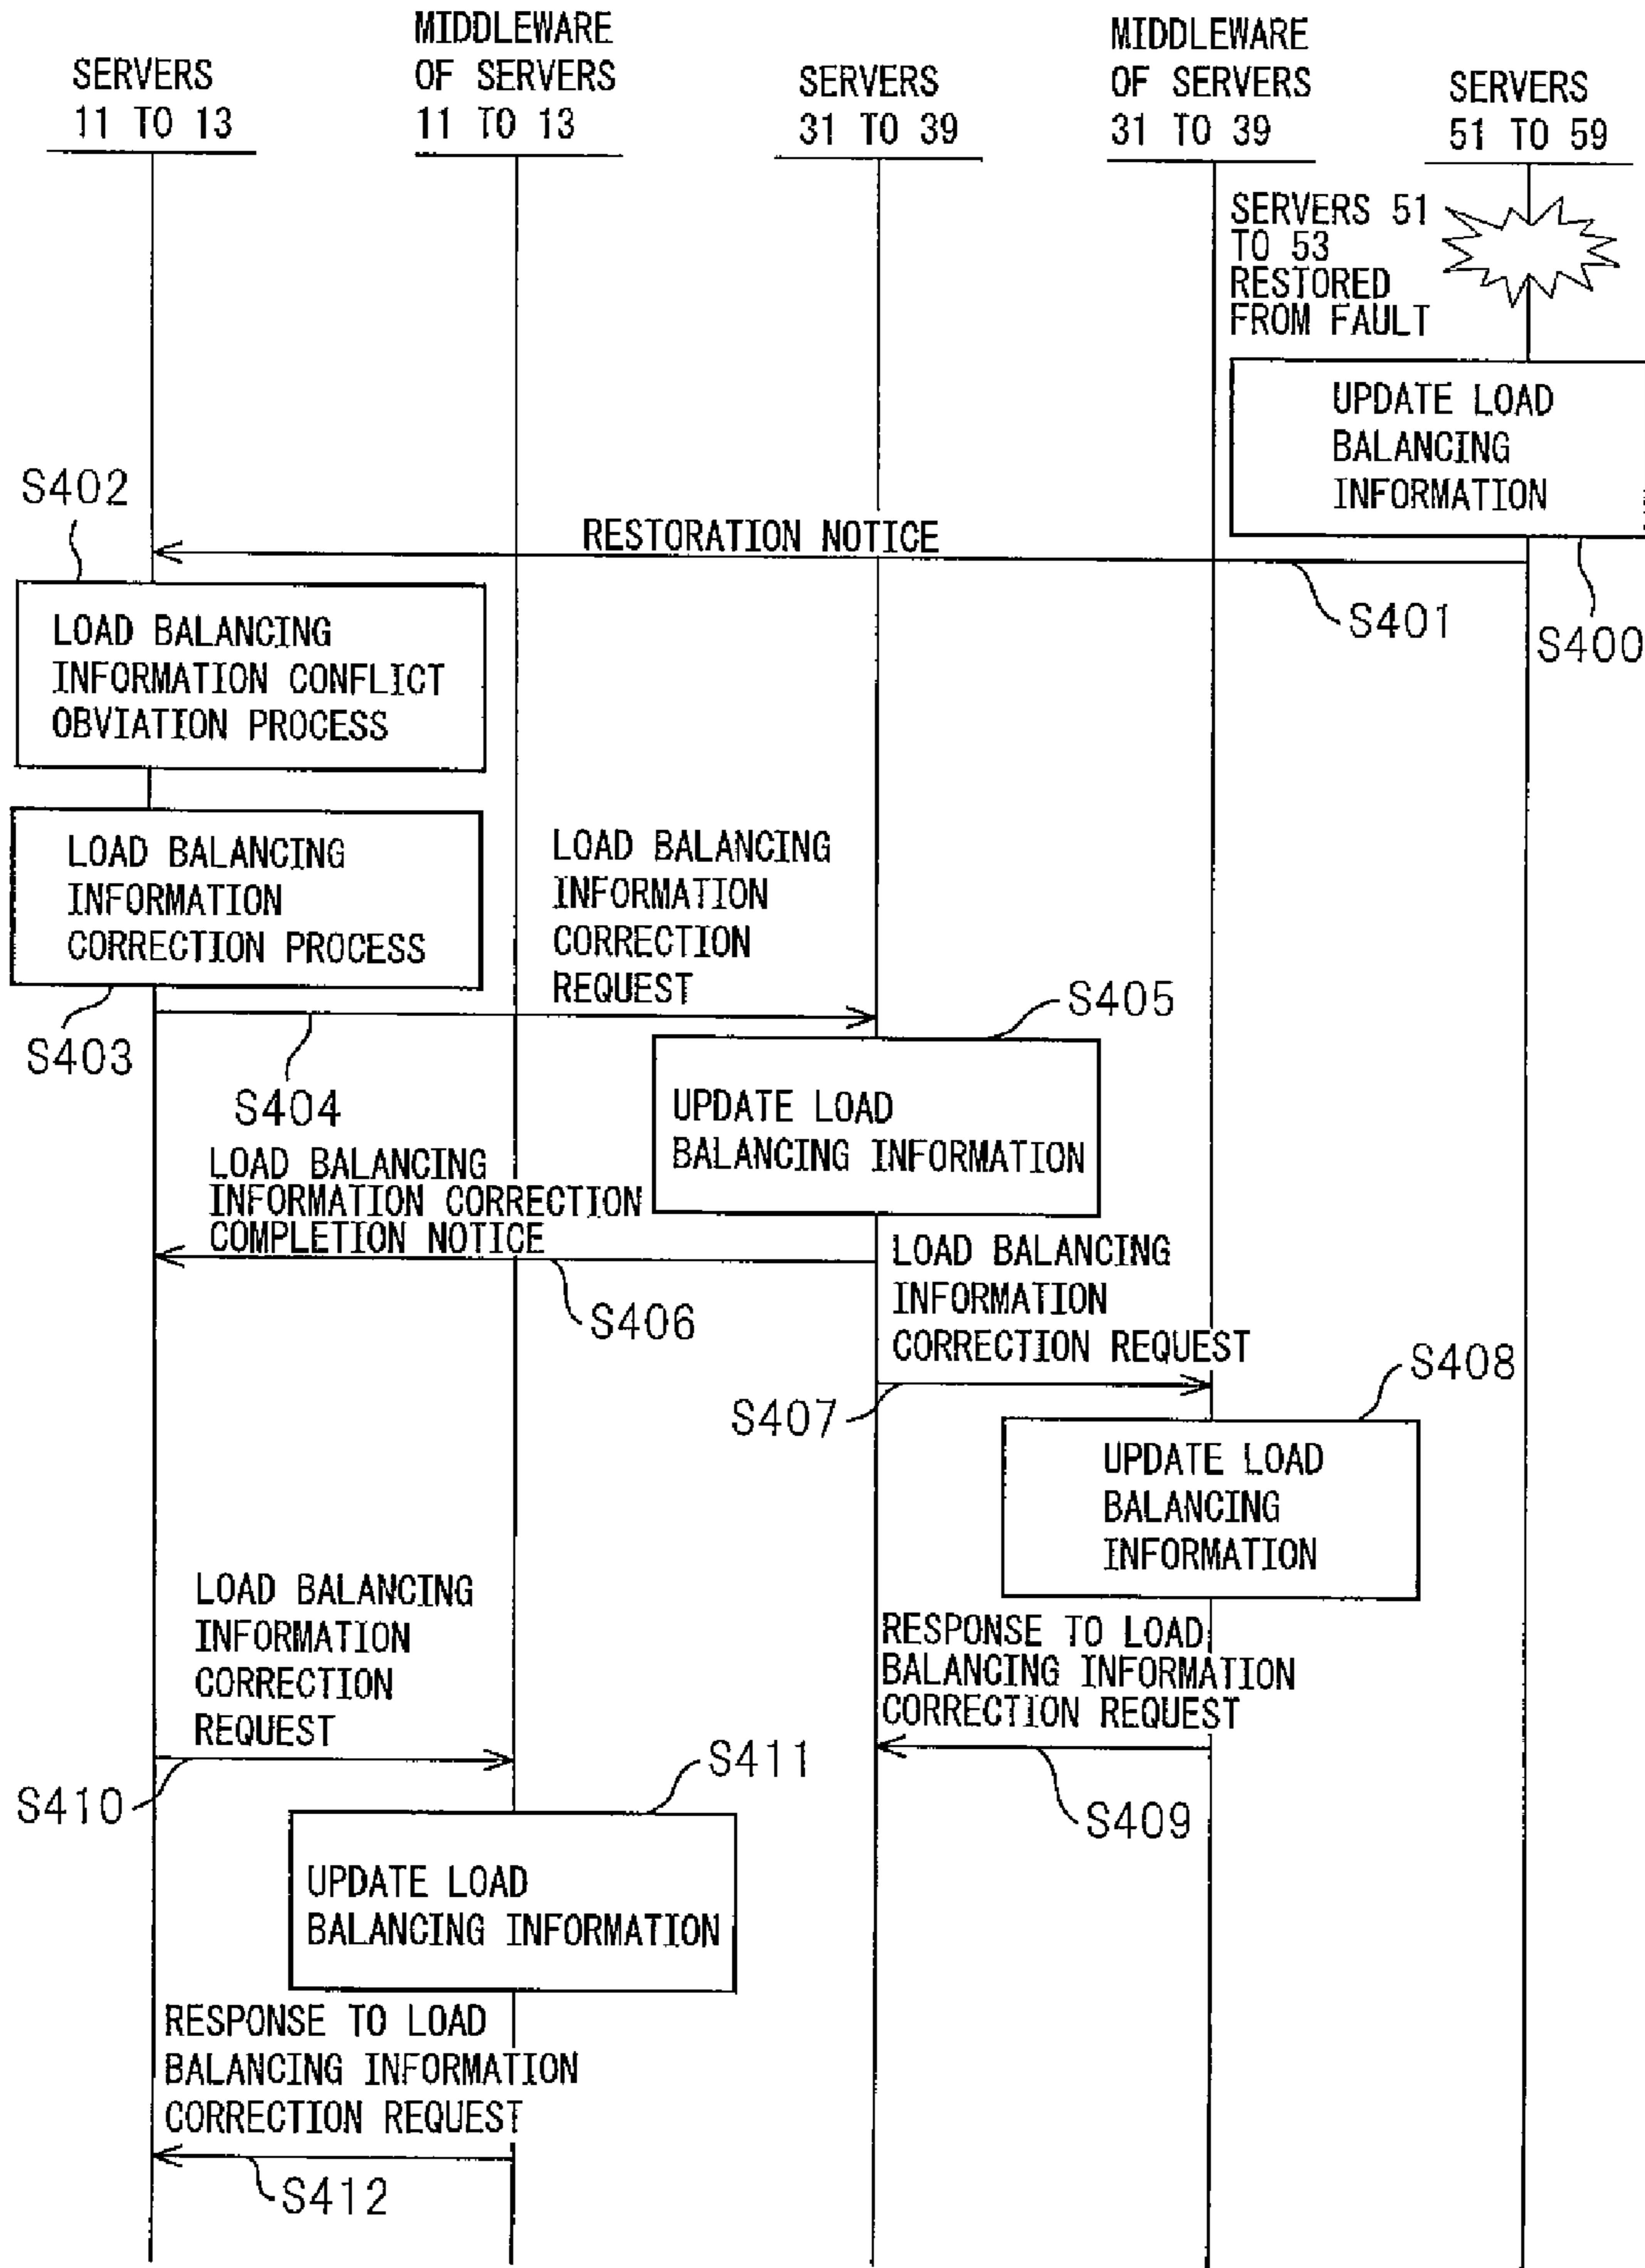 SERVERS
11 TO 13
MIDDLEWARE
OF SERVERS
11 TO 13
SERVERS
31 TO 39
MIDDLEWARE
OF SERVERS
31 TO 39
SERVERS
51 TO 59
SERVERS 51
TO 53
RESTORED
FROM FAULT
UPDATE LOAD
BALANCING
INFORMATION
S400
RESTORATION NOTICE
S401
S402
LOAD BALANCING
INFORMATION CONFLICT
OBVIATION PROCESS
LOAD BALANCING
INFORMATION
CORRECTION PROCESS
S403
LOAD BALANCING
INFORMATION
CORRECTION
REQUEST
S404
S405
UPDATE LOAD
BALANCING INFORMATION
LOAD BALANCING
INFORMATION CORRECTION
COMPLETION NOTICE
S406
LOAD BALANCING
INFORMATION
CORRECTION REQUEST
S407
S408
UPDATE LOAD
BALANCING
INFORMATION
RESPONSE TO LOAD
BALANCING INFORMATION
CORRECTION REQUEST
S409
LOAD BALANCING
INFORMATION
CORRECTION
REQUEST
S410
S411
UPDATE LOAD
BALANCING INFORMATION
RESPONSE TO LOAD
BALANCING INFORMATION
CORRECTION REQUEST
S412